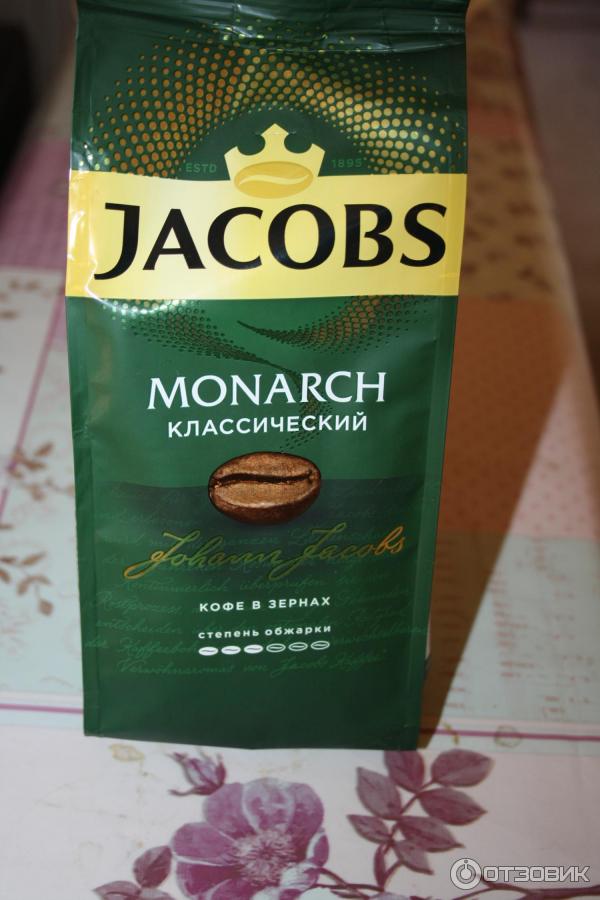 ESTD 1895
JACOBS
MONARCH
КЛАССИЧЕСКИЙ
Johann Jacobs
КОФЕ В ЗЕРНАХ
степень обжарки
ОТЗОВИК